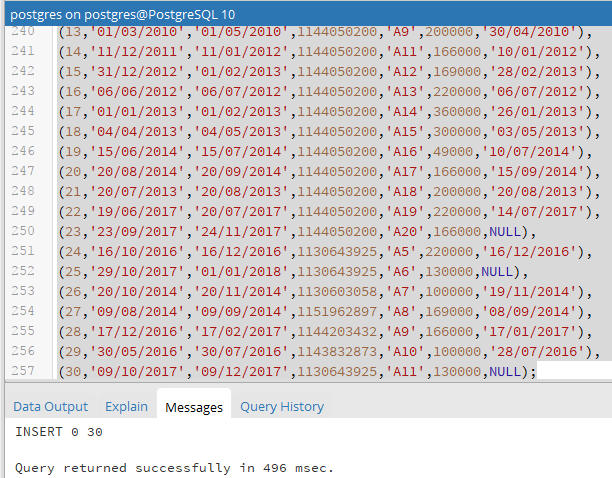 postgres on postgres@PostgreSQL 10
240 (13,'01/03/2010','01/05/2010',1144050200,'A9',200000,'30/04/2010'),
241 (14,'11/12/2011','11/01/2012',1144050200,'A11',166000,'10/01/2012'),
242 (15,'31/12/2012','01/02/2013',1144050200,'A12',169000,'28/02/2013'),
243 (16,'06/06/2012','06/07/2012',1144050200,'A13',220000,'06/07/2012'),
244 (17,'01/01/2013','01/02/2013',1144050200,'A14',360000,'26/01/2013'),
245 (18,'04/04/2013','04/05/2013',1144050200,'A15',300000,'03/05/2013'),
246 (19,'15/06/2014','15/07/2014',1144050200,'A16',49000,'10/07/2014'),
247 (20,'20/08/2014','20/09/2014',1144050200,'A17',166000,'15/09/2014'),
248 (21,'20/07/2013','20/08/2013',1144050200,'A18',200000,'20/08/2013'),
249 (22,'19/06/2017','20/07/2017',1144050200,'A19',220000,'14/07/2017'),
250 (23,'23/09/2017','24/11/2017',1144050200,'A20',166000,NULL),
251 (24,'16/10/2016','16/12/2016',1130643925,'A5',220000,'16/12/2016'),
252 (25,'29/10/2017','01/01/2018',1130643925,'A6',130000,NULL),
253 (26,'20/10/2014','20/11/2014',1130603058,'A7',100000,'19/11/2014'),
254 (27,'09/08/2014','09/09/2014',1151962897,'A8',169000,'08/09/2014'),
255 (28,'17/12/2016','17/02/2017',1144203432,'A9',166000,'17/01/2017'),
256 (29,'30/05/2016','30/07/2016',1143832873,'A10',100000,'28/07/2016'),
257 (30,'09/10/2017','09/12/2017',1130643925,'A11',130000,NULL);
Data Output Explain Messages Query History
INSERT 0 30
Query returned successfully in 496 msec.